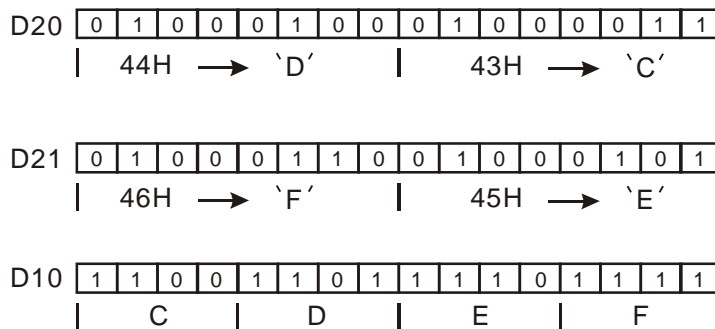 D20 0 1 0 0 0 1 0 0 0 1 0 0 0 0 1 1
44H → `D′ 43H → `C′
D21 0 1 0 0 0 1 1 0 0 1 0 0 0 1 0 1
46H → `F′ 45H → `E′
D10 1 1 0 0 1 1 0 1 1 1 1 0 1 1 1 1
C D E F